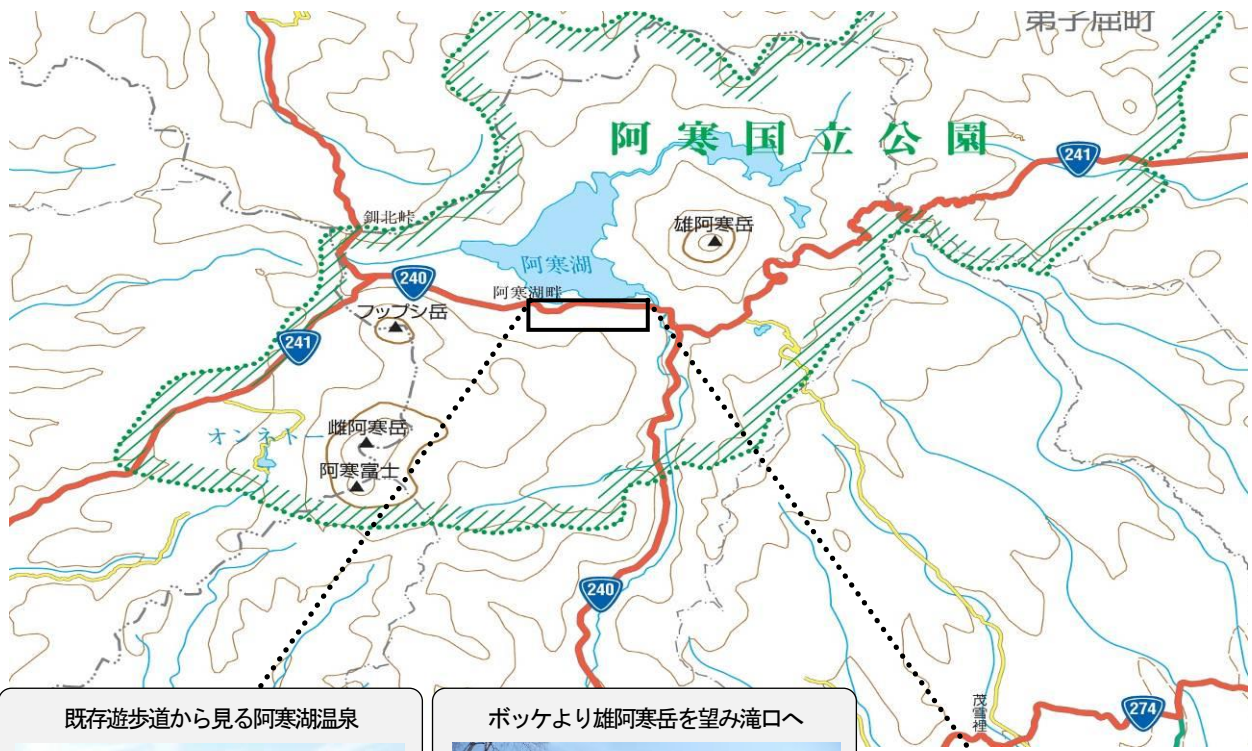 弟子屈町
阿寒国立公園
241
釧北峠
雄阿寒岳
阿寒湖
240
阿寒湖畔
フップシ岳
241
オンネトー
雌阿寒岳
阿寒富士
240
茂雪裡
274
既存遊歩道から見る阿寒湖温泉
ボッケより雄阿寒岳を望み滝口へ